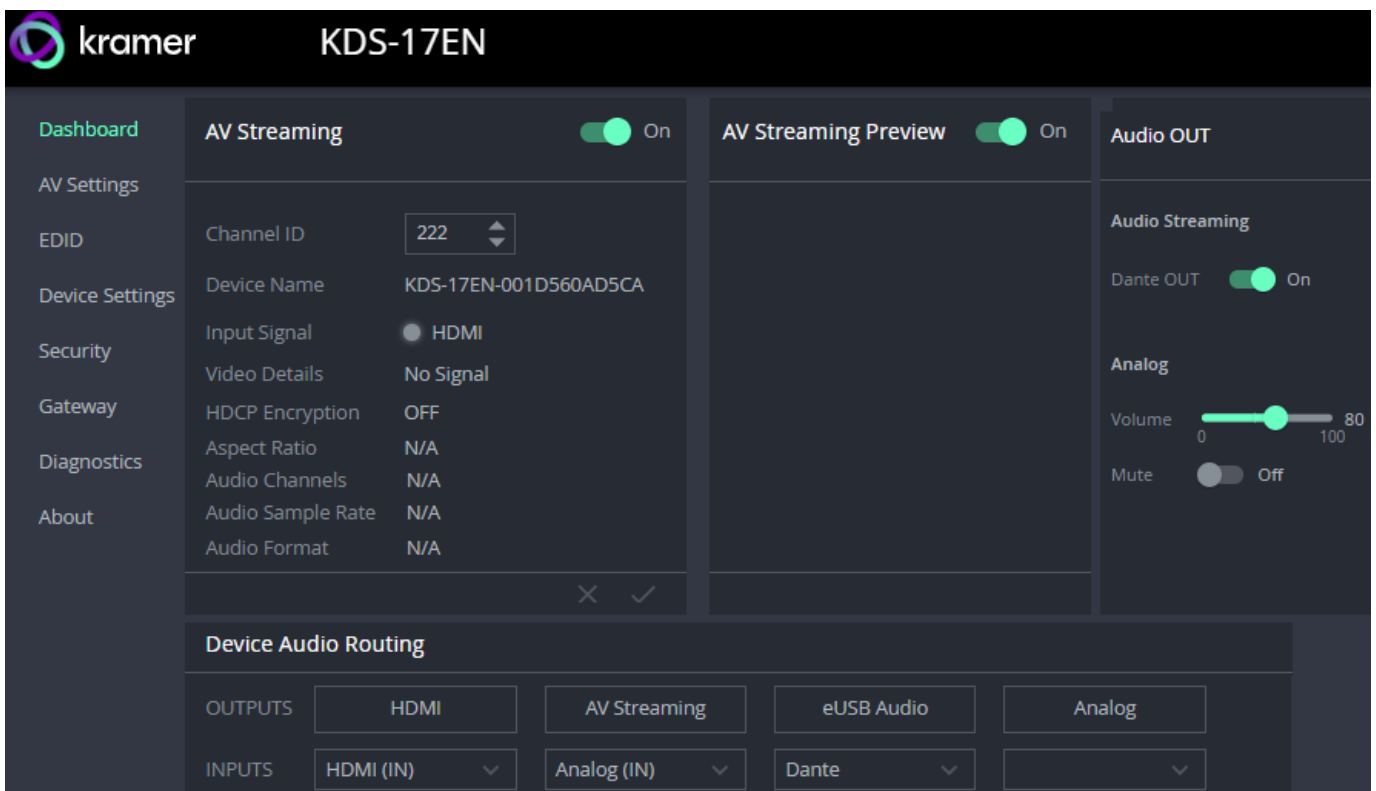 kramer KDS-17EN
Dashboard
AV Settings
EDID
Device Settings
Security
Gateway
Diagnostics
About
AV Streaming On
Channel ID 222
Device Name KDS-17EN-001D560AD5CA
Input Signal HDMI
Video Details No Signal
HDCP Encryption OFF
Aspect Ratio N/A
Audio Channels N/A
Audio Sample Rate N/A
Audio Format N/A
AV Streaming Preview On
Audio OUT
Audio Streaming
Dante OUT On
Analog
Volume 80
0 100
Mute Off
Device Audio Routing
OUTPUTS HDMI AV Streaming eUSB Audio Analog
INPUTS HDMI (IN) Analog (IN) Dante